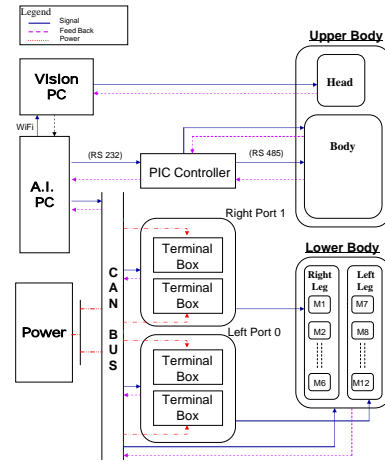 Legend
Signal
Feed Back
Power
Upper Body
Vision
PC
Head
WiFi
A.I.
PC
(RS 232)
PIC Controller
(RS 485)
Body
Right Port 1
Terminal
Box
Terminal
Box
CAN BUS
Power
Left Port 0
Terminal
Box
Terminal
Box
Lower Body
Right
Leg
Left
Leg
M1
M7
M2
M8
M6
M12